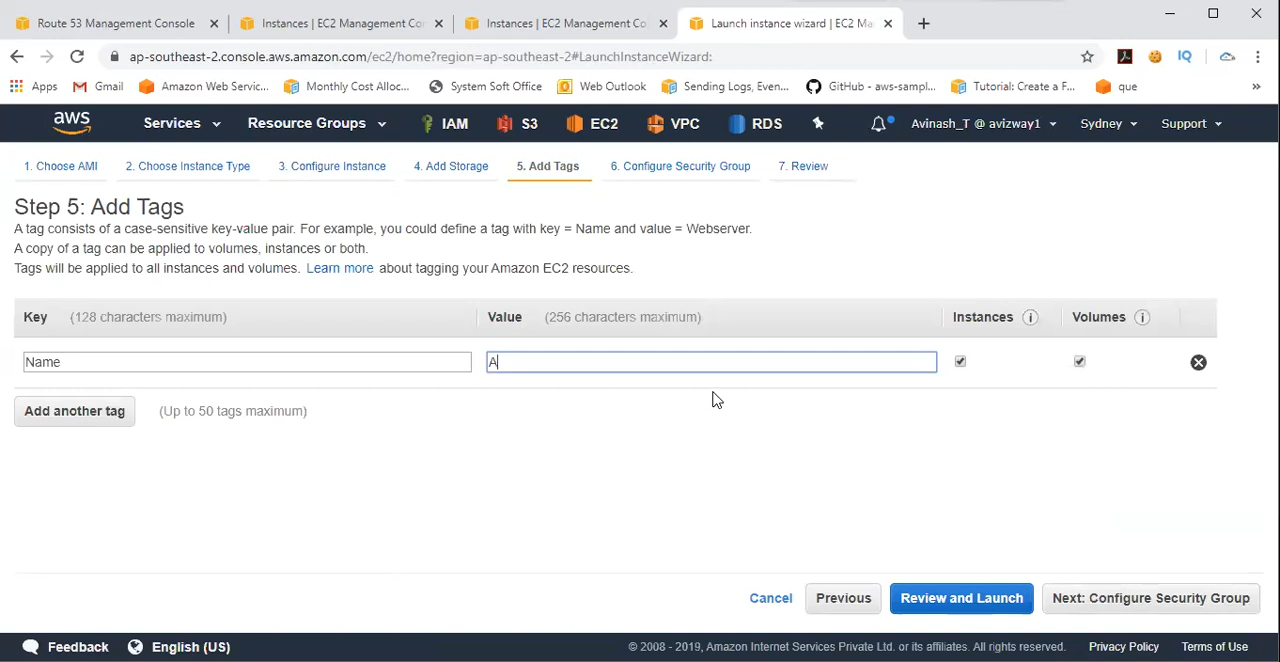 Route 53 Management Console
Instances | EC2 Management Co
Instances | EC2 Management Co
Launch instance wizard | EC2 Ma
ap-southeast-2.console.aws.amazon.com/ec2/home?region=ap-southeast-2#LaunchInstanceWizard:
Apps Gmail Amazon Web Servic... Monthly Cost Alloc... System Soft Office Web Outlook Sending Logs, Even... GitHub - aws-sampl... Tutorial: Create a F... que »
aws Services Resource Groups IAM S3 EC2 VPC RDS Avinash_T @ avizway1 Sydney Support
1. Choose AMI 2. Choose Instance Type 3. Configure Instance 4. Add Storage 5. Add Tags 6. Configure Security Group 7. Review
Step 5: Add Tags
A tag consists of a case-sensitive key-value pair. For example, you could define a tag with key = Name and value = Webserver.
A copy of a tag can be applied to volumes, instances or both.
Tags will be applied to all instances and volumes. Learn more about tagging your Amazon EC2 resources.
Key (128 characters maximum) Value (256 characters maximum) Instances i Volumes i
Name A
Add another tag (Up to 50 tags maximum)
Cancel Previous Review and Launch Next: Configure Security Group
Feedback English (US) © 2008 - 2019, Amazon Internet Services Private Ltd. or its affiliates. All rights reserved. Privacy Policy Terms of Use